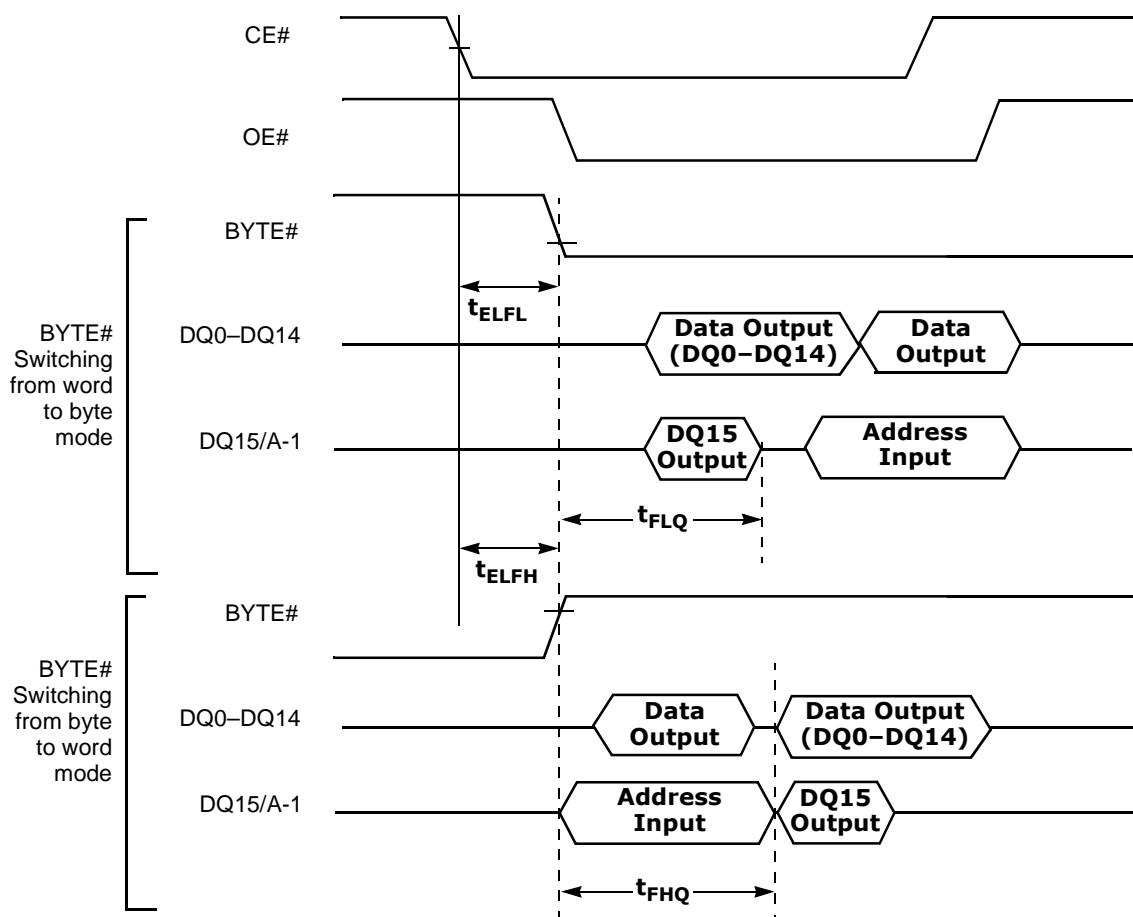 CE#
OE#
BYTE#
tELFL
BYTE#
Switching
from word
to byte
mode
DQ0–DQ14
Data Output
(DQ0–DQ14)
Data
Output
DQ15/A-1
DQ15
Output
Address
Input
tFLQ
tELFH
BYTE#
BYTE#
Switching
from byte
to word
mode
DQ0–DQ14
Data
Output
Data Output
(DQ0–DQ14)
DQ15/A-1
Address
Input
DQ15
Output
tFHQ